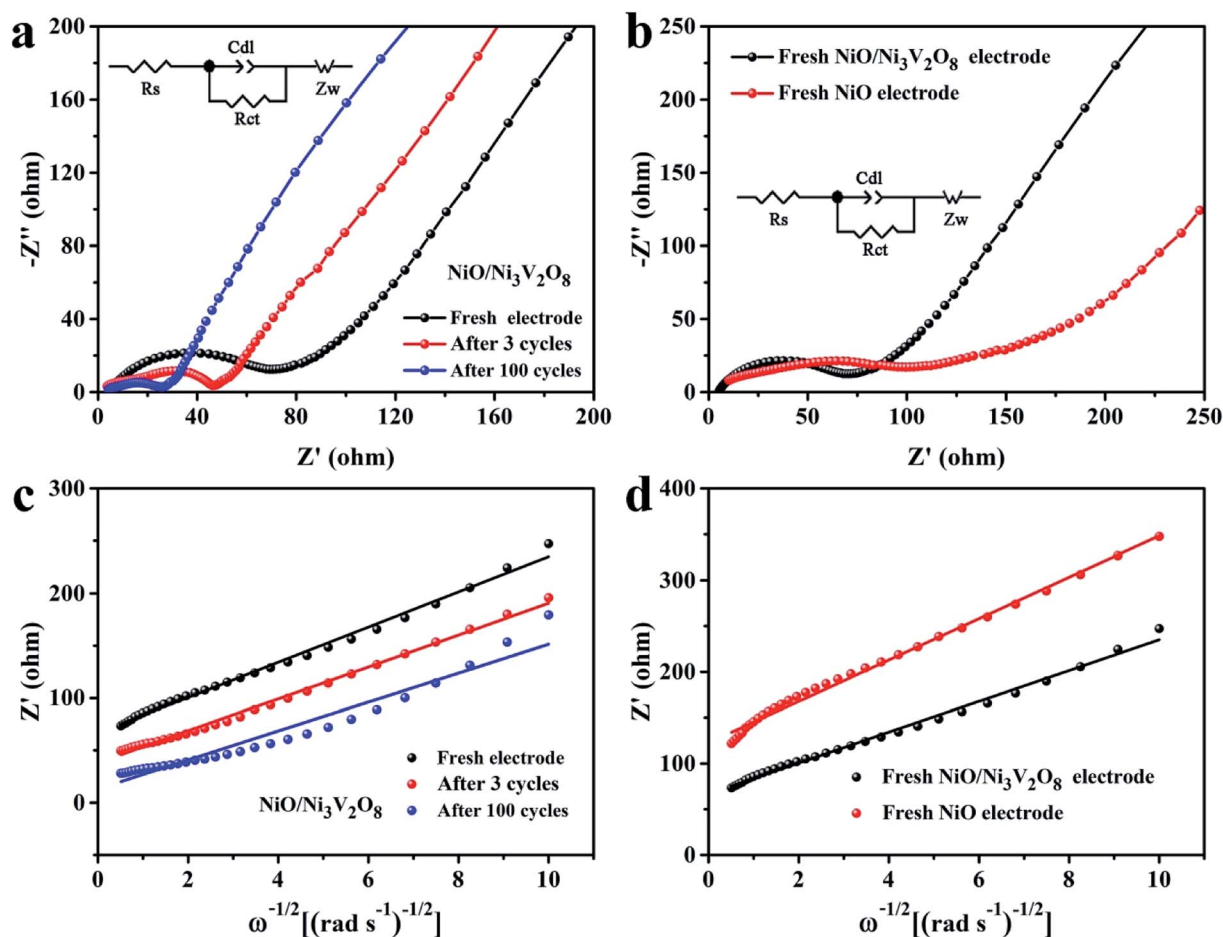 a
200
160
120
80
40
0
-Z'' (ohm)
Cdl
Rs
Rct
Zw
NiO/Ni₃V₂O₈
Fresh electrode
After 3 cycles
After 100 cycles
0 40 80 120 160 200
Z' (ohm)
b
250
200
150
100
50
0
-Z'' (ohm)
Fresh NiO/Ni₃V₂O₈ electrode
Fresh NiO electrode
Cdl
Rs
Rct
Zw
0 50 100 150 200 250
Z' (ohm)
c
300
200
100
0
Z' (ohm)
Fresh electrode
After 3 cycles
NiO/Ni₃V₂O₈
After 100 cycles
0 2 4 6 8 10
ω⁻¹/²[(rad s⁻¹)⁻¹/²]
d
400
300
200
100
0
Z' (ohm)
Fresh NiO/Ni₃V₂O₈ electrode
Fresh NiO electrode
0 2 4 6 8 10
ω⁻¹/²[(rad s⁻¹)⁻¹/²]